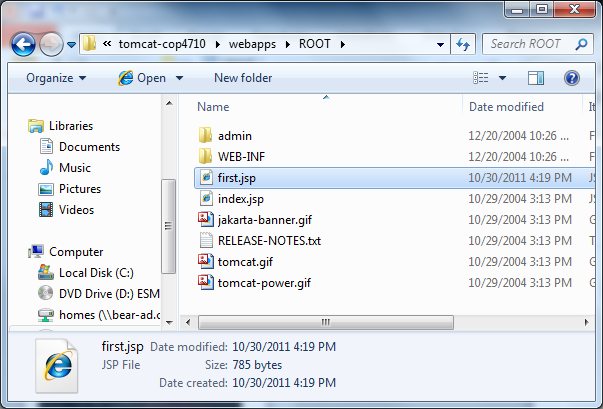 « tomcat-cop4710 ▸ webapps ▸ ROOT ▸ Search ROOT
Organize Open New folder
Name Date modified It
Libraries
Documents
Music
Pictures
Videos
Computer
Local Disk (C:)
DVD Drive (D:) ESM
homes (\\bear-ad.c
admin 12/20/2004 10:26 ... F
WEB-INF 12/20/2004 10:26 ... F
first.jsp 10/30/2011 4:19 PM JS
index.jsp 10/29/2004 3:13 PM JS
jakarta-banner.gif 10/29/2004 3:13 PM G
RELEASE-NOTES.txt 10/29/2004 3:13 PM T
tomcat.gif 10/29/2004 3:13 PM G
tomcat-power.gif 10/29/2004 3:13 PM G
first.jsp Date modified: 10/30/2011 4:19 PM
JSP File Size: 785 bytes
Date created: 10/30/2011 4:19 PM